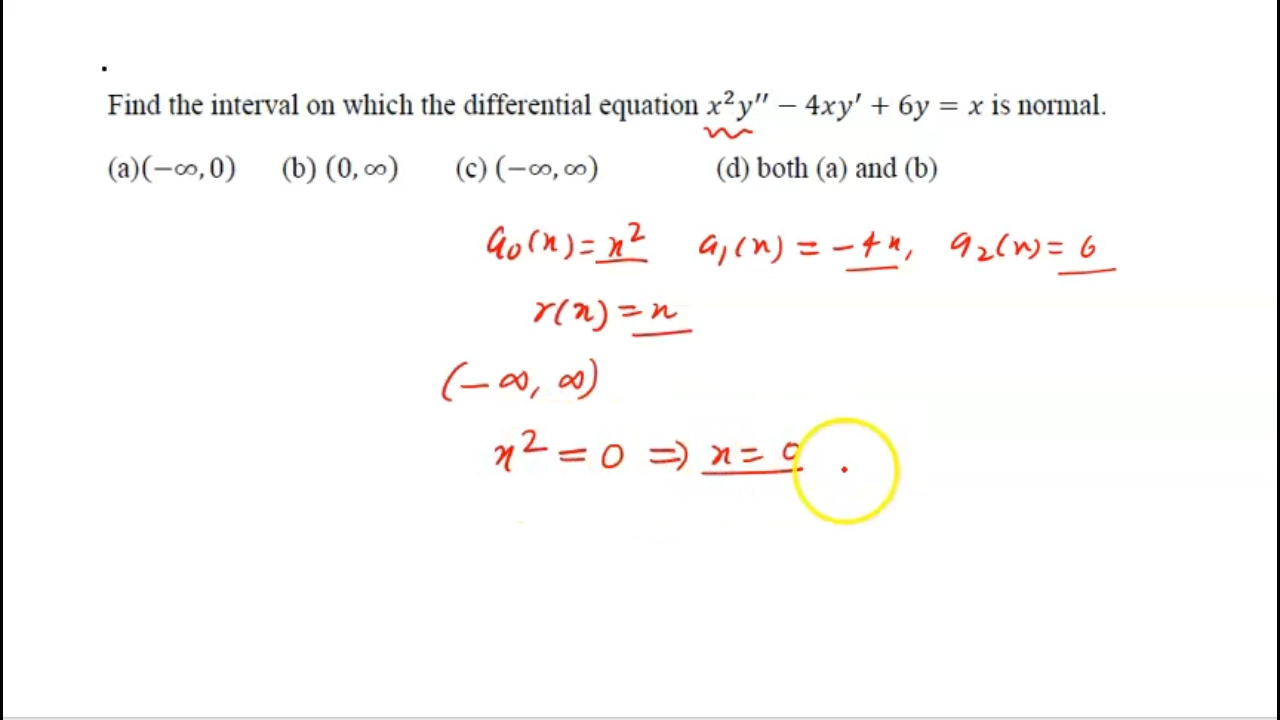 .
Find the interval on which the differential equation x²y′′ − 4xy′ + 6y = x is normal.
(a)(−∞, 0) (b) (0, ∞) (c) (−∞, ∞) (d) both (a) and (b)
a₀(x) = x² a₁(x) = −4x, a₂(x) = 6
r(x) = x
(−∞, ∞)
x² = 0 ⇒ x = 0